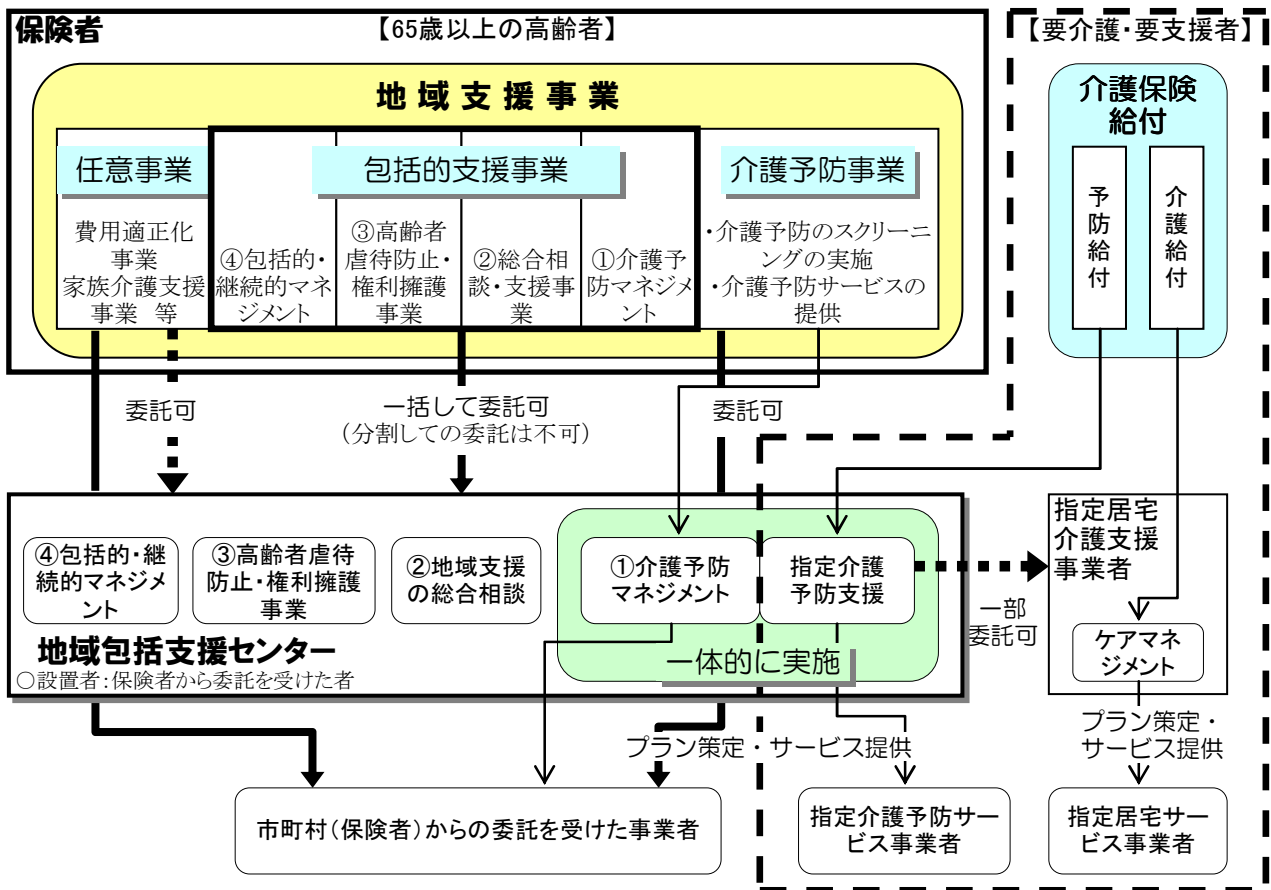 保険者
【65歳以上の高齢者】
【要介護・要支援者】
地域支援事業
任意事業
費用適正化
事業
家族介護支援
事業 等
包括的支援事業
④包括的・
継続的マネ
ジメント
③高齢者
虐待防止・
権利擁護
事業
②総合相
談・支援事
業
①介護予
防マネジメ
ント
介護予防事業
・介護予防のスクリーニ
ングの実施
・介護予防サービスの
提供
介護保険
給付
予防給付
介護給付
委託可
一括して委託可
（分割しての委託は不可）
委託可
④包括的・継
続的マネジメ
ント
③高齢者虐待
防止・権利擁護
事業
②地域支援
の総合相談
①介護予防
マネジメント
指定介護
予防支援
一体的に実施
地域包括支援センター
○設置者：保険者から委託を受けた者
一部
委託可
指定居宅
介護支援
事業者
ケアマネ
ジメント
プラン策定・サービス提供
プラン策定・
サービス提供
市町村（保険者）からの委託を受けた事業者
指定介護予防サー
ビス事業者
指定居宅サー
ビス事業者